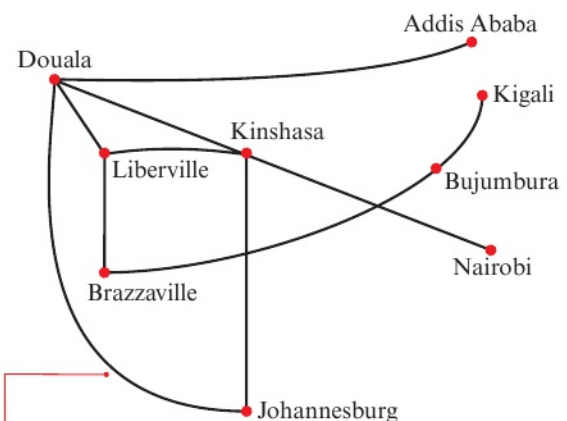 Addis Ababa
Douala
Kigali
Kinshasa
Liberville
Bujumbura
Nairobi
Brazzaville
Johannesburg